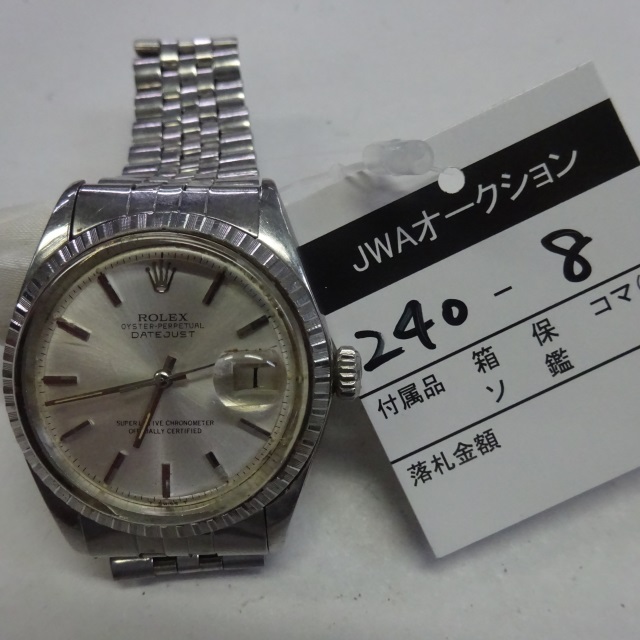 ROLEX
OYSTER-PERPETUAL
DATEJUST
SUPERLATIVE CHRONOMETER
OFFICIALLY CERTIFIED
JWAオークション
240-8
付属品 箱 保 コマ(
ソ 鑑
落札金額